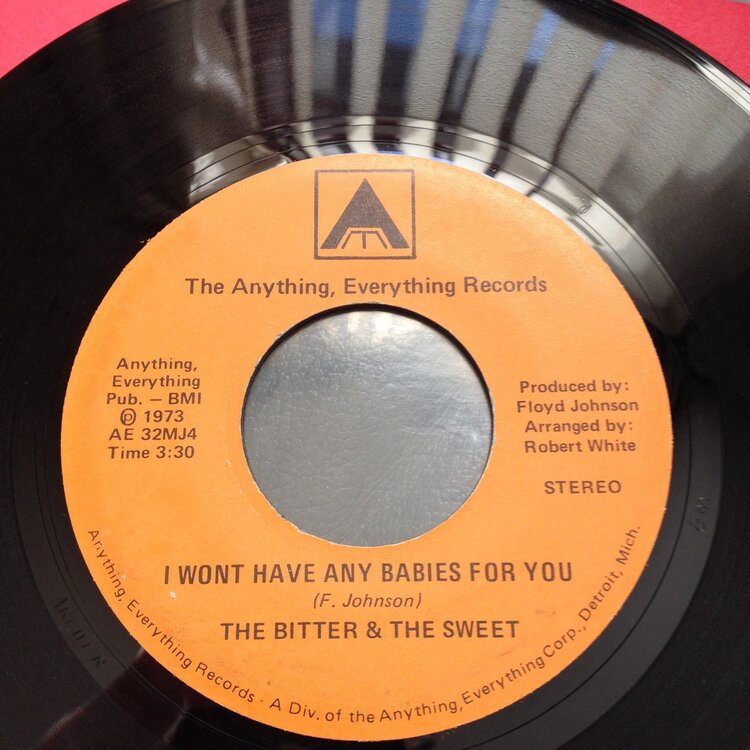 The Anything, Everything Records
Anything,
Everything
Pub. – BMI
℗ 1973
AE 32MJ4
Time 3:30
Produced by:
Floyd Johnson
Arranged by:
Robert White
STEREO
I WONT HAVE ANY BABIES FOR YOU
(F. Johnson)
THE BITTER & THE SWEET
Anything, Everything Records - A Div. of the Anything, Everything Corp., Detroit, Mich.